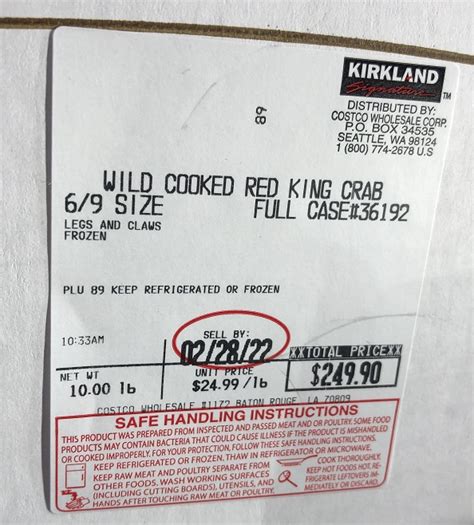 KIRKLAND
Signature
TM
DISTRIBUTED BY:
COSTCO WHOLESALE CORP.
P.O. BOX 34535
SEATTLE, WA 98124
1 (800) 774-2678 U.S
89
WILD COOKED RED KING CRAB
6/9 SIZE FULL CASE#36192
LEGS AND CLAWS
FROZEN
PLU 89 KEEP REFRIGERATED OR FROZEN
10:33AM
SELL BY:
02/28/22
XXTOTAL PRICEXX
NET WT
10.00 lb
UNIT PRICE
$24.99 /lb
$249.90
COSTCO WHOLESALE #1172 BATON ROUGE, LA 70809
SAFE HANDLING INSTRUCTIONS
THIS PRODUCT WAS PREPARED FROM INSPECTED AND PASSED MEAT AND OR POULTRY. SOME FOOD
PRODUCTS MAY CONTAIN BACTERIA THAT COULD CAUSE ILLNESS IF THE PRODUCT IS MISHANDLED
OR COOKED IMPROPERLY. FOR YOUR PROTECTION, FOLLOW THESE SAFE HANDLING INSTRUCTIONS.
KEEP REFRIGERATED OR FROZEN. THAW IN REFRIGERATOR OR MICROWAVE.
KEEP RAW MEAT AND POULTRY SEPARATE FROM
OTHER FOODS. WASH WORKING SURFACES
(INCLUDING CUTTING BOARDS), UTENSILS, AND
HANDS AFTER TOUCHING RAW MEAT OR POULTRY.
COOK THOROUGHLY.
KEEP HOT FOODS HOT. RE-
FRIGERATE LEFTOVERS IM-
MEDIATELY OR DISCARD.